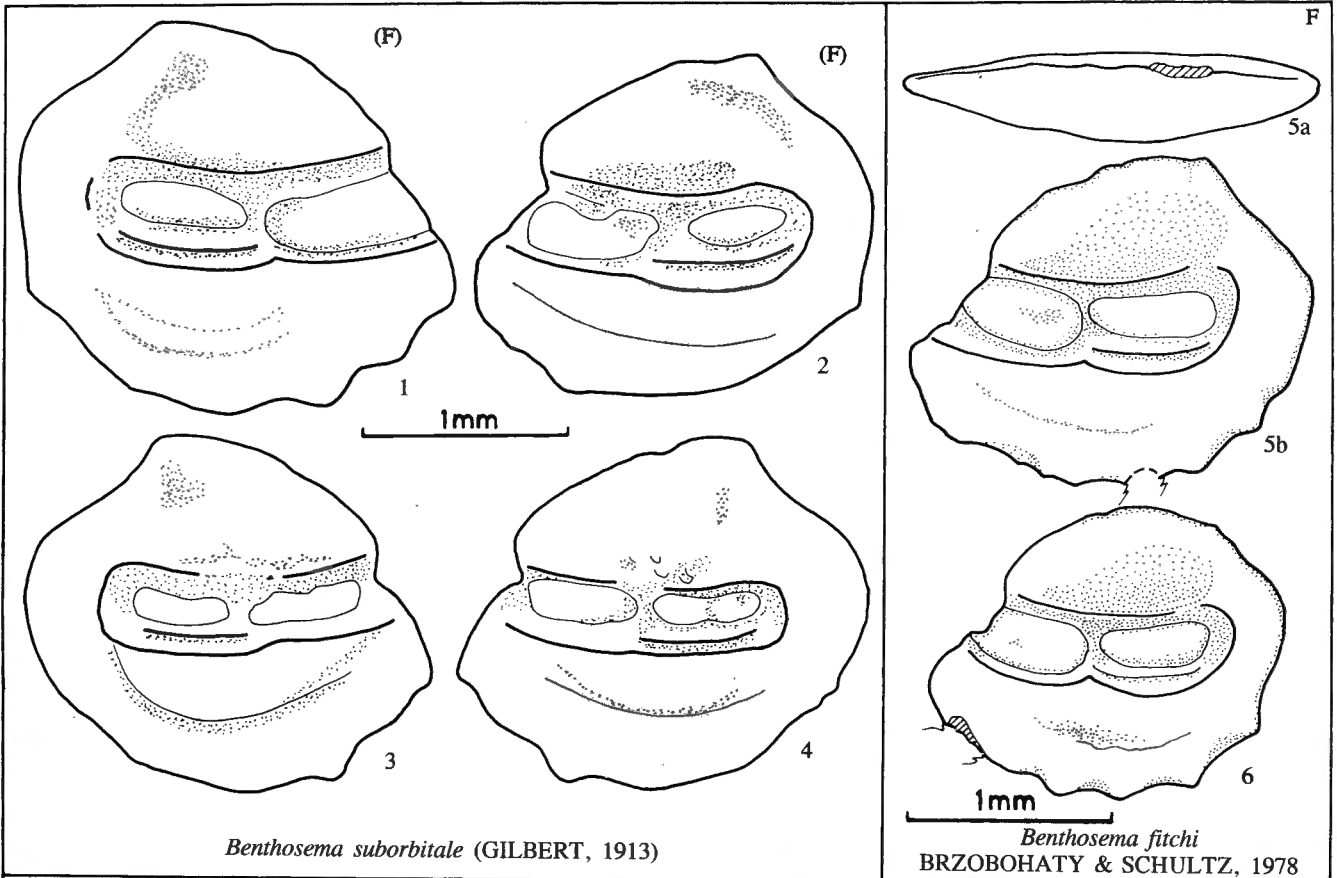 (F)
(F)
1
2
1mm
3
4
Benthosema suborbitale (GILBERT, 1913)
F
5a
5b
6
1mm
Benthosema fitchi
BRZOBOHATY & SCHULTZ, 1978